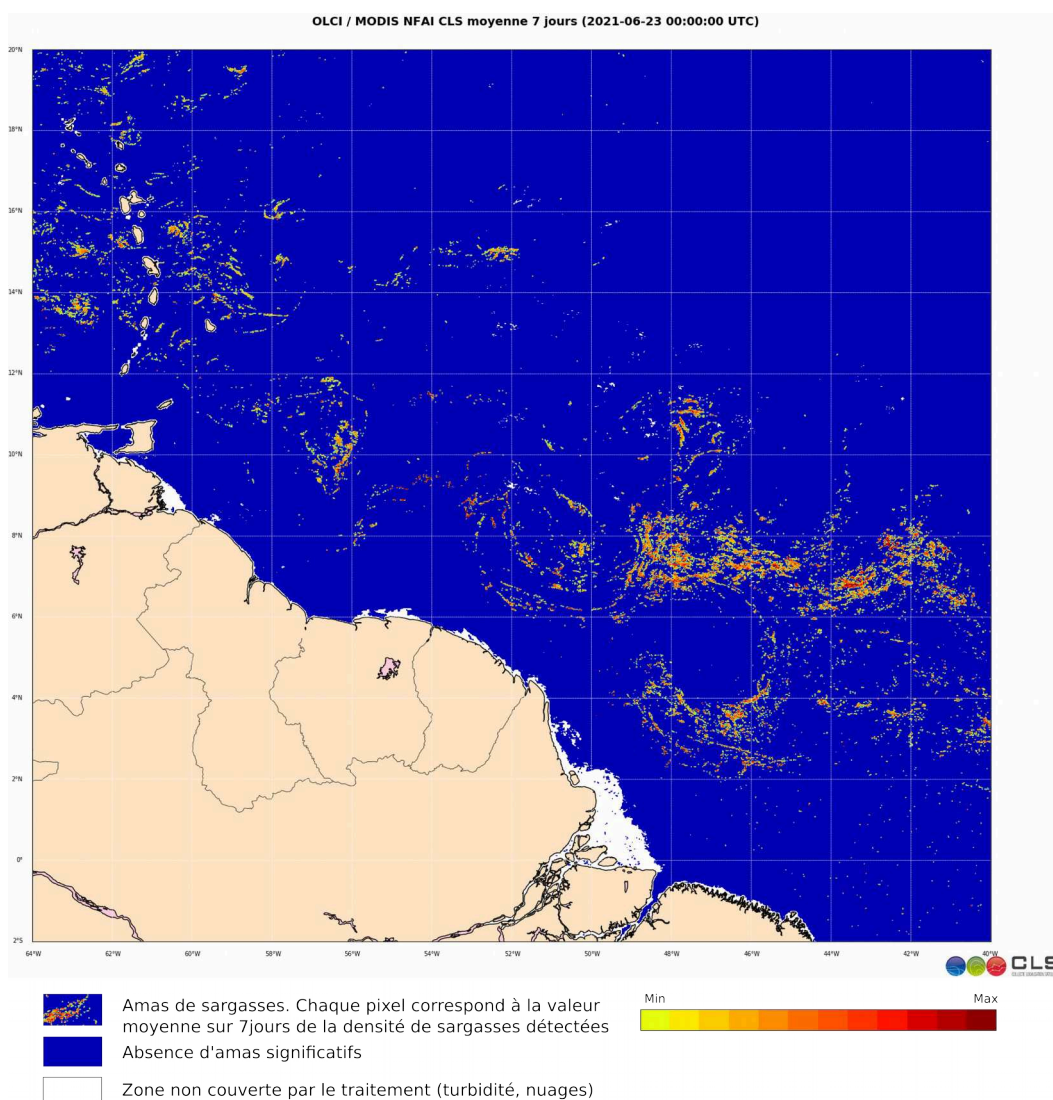 OLCI / MODIS NFAI CLS moyenne 7 jours (2021-06-23 00:00:00 UTC)
20°N
18°N
16°N
14°N
12°N
10°N
8°N
6°N
4°N
2°N
0°
2°S
64°W 62°W 60°W 58°W 56°W 54°W 52°W 50°W 48°W 46°W 44°W 42°W 40°W
CLS
Amas de sargasses. Chaque pixel correspond à la valeur
moyenne sur 7jours de la densité de sargasses détectées
Min Max
Absence d'amas significatifs
Zone non couverte par le traitement (turbidité, nuages)